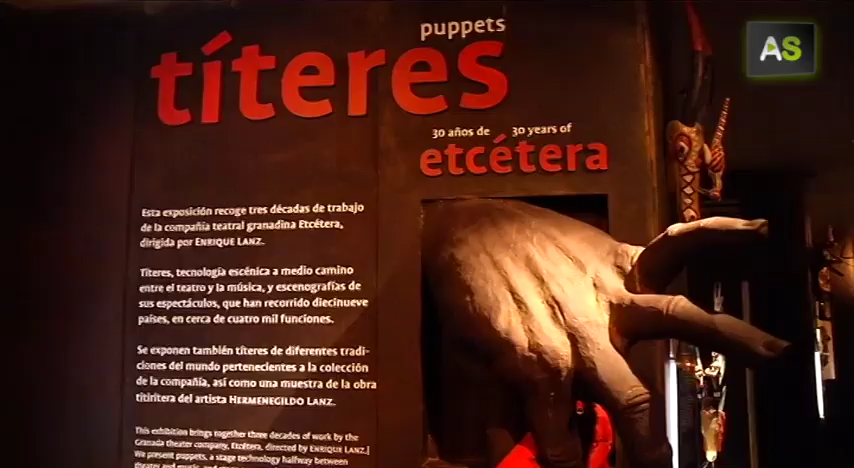 puppets
títeres
30 años de 30 years of
etcétera
AS
Esta exposición recoge tres décadas de trabajo
de la compañía teatral granadina Etcétera,
dirigida por ENRIQUE LANZ.
Títeres, tecnología escénica a medio camino
entre el teatro y la música, y escenografías de
sus espectáculos, que han recorrido diecinueve
países, en cerca de cuatro mil funciones.
Se exponen también títeres de diferentes tradi-
ciones del mundo pertenecientes a la colección
de la compañía, así como una muestra de la obra
titiritera del artista HERMENEGILDO LANZ.
This exhibition brings together three decades of work by the
Granada theater company, Etcétera, directed by ENRIQUE LANZ.
We present puppets, a stage technology halfway between
theater and music, and